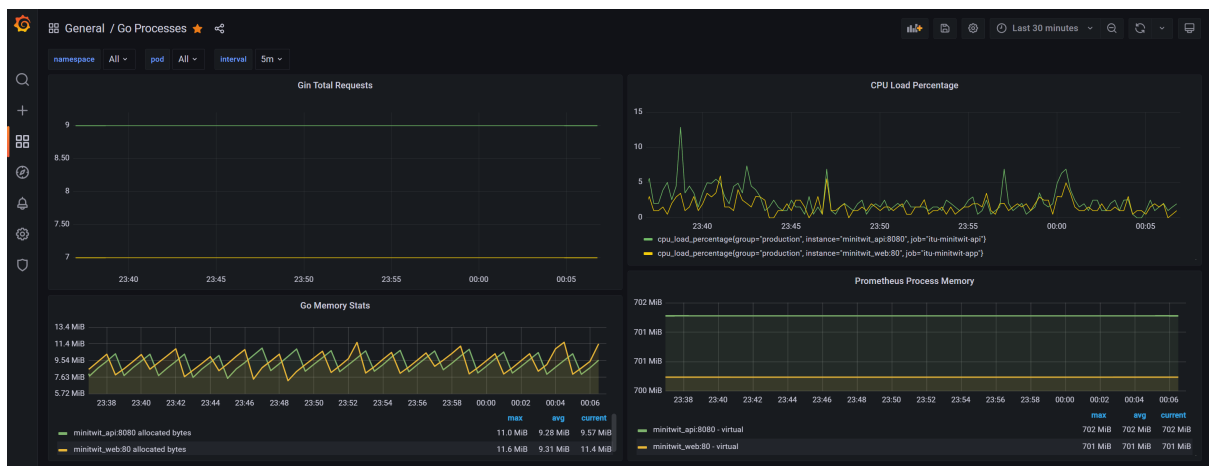 General / Go Processes
Last 30 minutes
namespace All pod All interval 5m
Gin Total Requests
9
8.50
8
7.50
7
23:40 23:45 23:50 23:55 00:00 00:05
CPU Load Percentage
15
10
5
0
23:40 23:45 23:50 23:55 00:00 00:05
cpu_load_percentage{group="production", instance="minitwit_api:8080", job="itu-minitwit-api"}
cpu_load_percentage{group="production", instance="minitwit_web:80", job="itu-minitwit-app"}
Go Memory Stats
13.4 MiB
11.4 MiB
9.54 MiB
7.63 MiB
5.72 MiB
23:38 23:40 23:42 23:44 23:46 23:48 23:50 23:52 23:54 23:56 23:58 00:00 00:02 00:04 00:06
max avg current
minitwit_api:8080 allocated bytes 11.0 MiB 9.28 MiB 9.57 MiB
minitwit_web:80 allocated bytes 11.6 MiB 9.31 MiB 11.4 MiB
Prometheus Process Memory
702 MiB
701 MiB
701 MiB
700 MiB
23:38 23:40 23:42 23:44 23:46 23:48 23:50 23:52 23:54 23:56 23:58 00:00 00:02 00:04 00:06
max avg current
minitwit_api:8080 - virtual 702 MiB 702 MiB 702 MiB
minitwit_web:80 - virtual 701 MiB 701 MiB 701 MiB